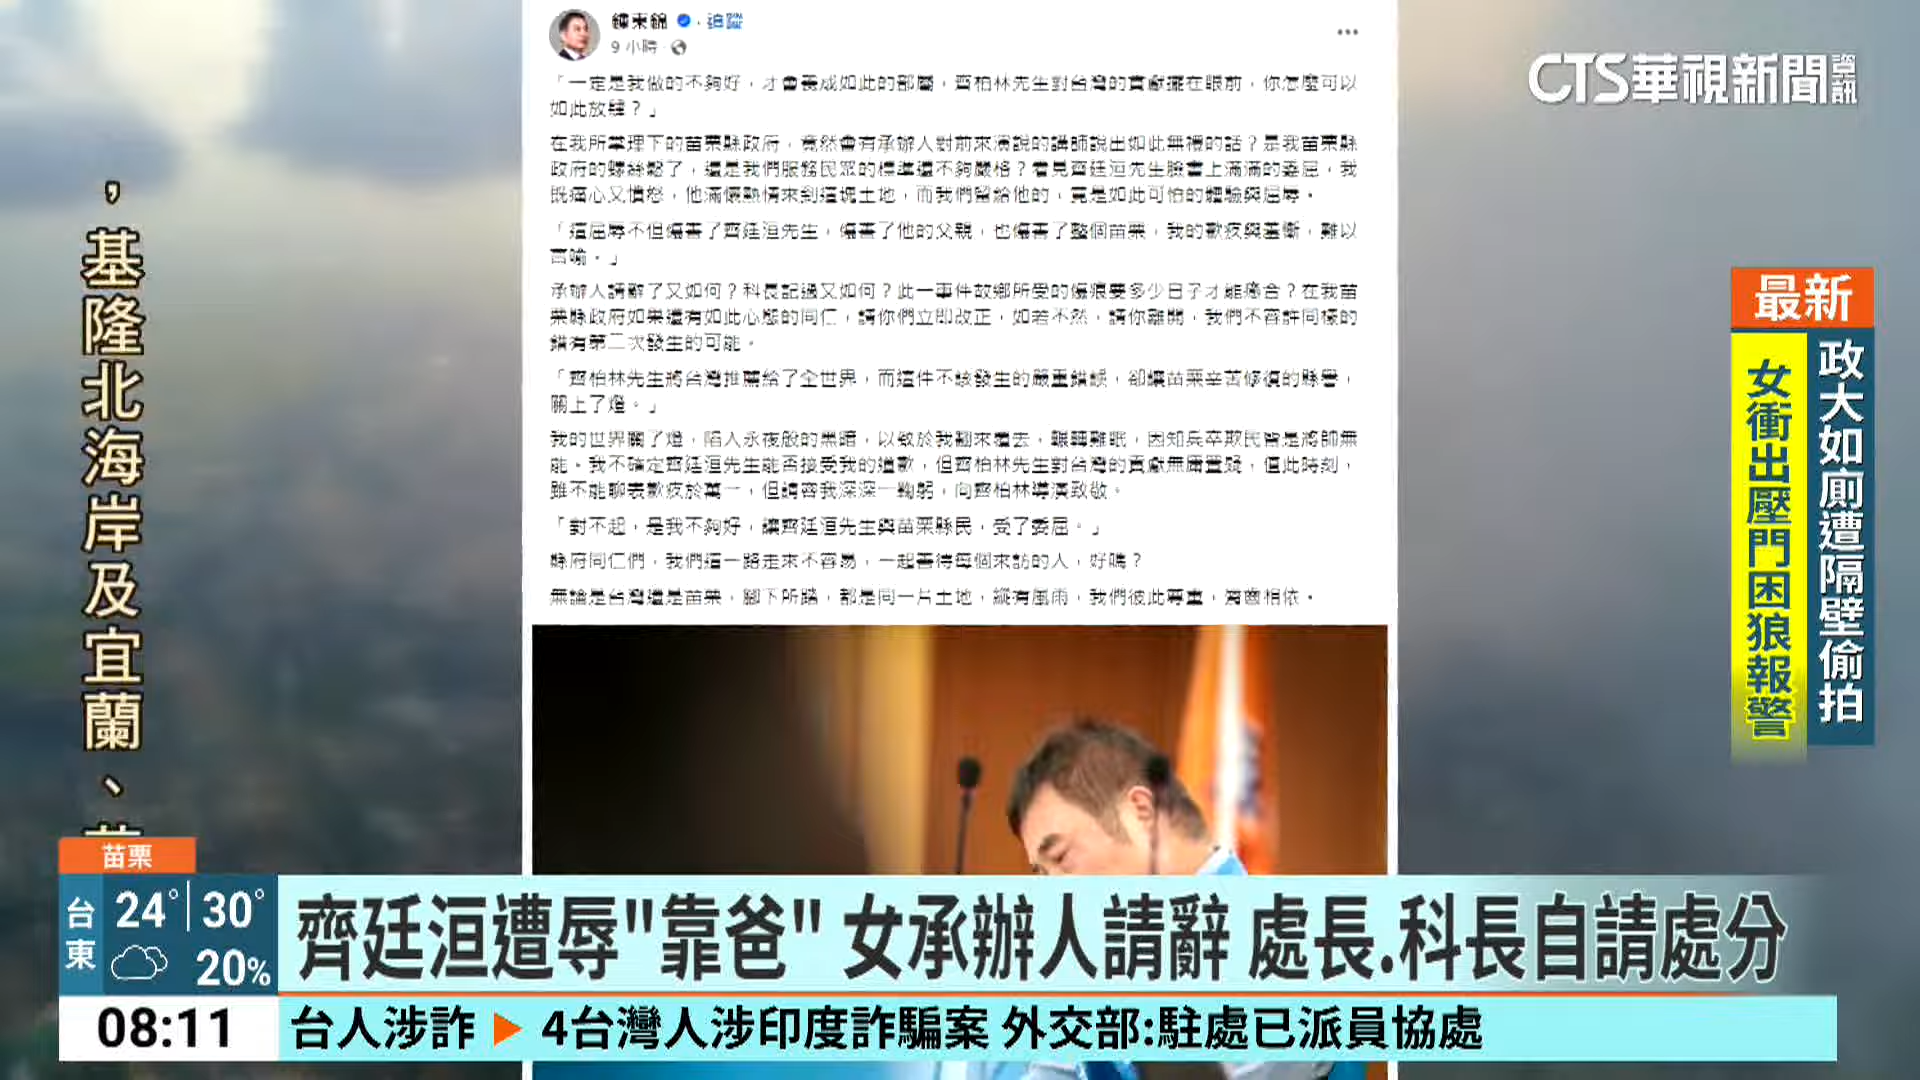 鍾東錦 · 追蹤
9 小時
「一定是我做的不夠好，才會養成如此的部屬，齊柏林先生對台灣的貢獻擺在眼前，你怎麼可以
如此放肆？」
在我所掌理下的苗栗縣政府，竟然會有承辦人對前來演說的講師說出如此無禮的話？是我苗栗縣
政府的螺絲鬆了，還是我們服務民眾的標準還不夠嚴格？看見齊廷洹先生臉書上滿滿的委屈，我
既痛心又憤怒，他滿懷熱情來到這塊土地，而我們留給他的，竟是如此可怕的體驗與屈辱。
「這屈辱不但傷害了齊廷洹先生，傷害了他的父親，也傷害了整個苗栗，我的歉疚與羞慚，難以
言喻。」
承辦人請辭了又如何？科長記過又如何？此一事件故鄉所受的傷痕要多少日子才能癒合？在我苗
栗縣政府如果還有如此心態的同仁，請你們立即改正，如若不然，請你離開，我們不容許同樣的
錯有第二次發生的可能。
「齊柏林先生將台灣推薦給了全世界，而這件不該發生的嚴重錯誤，卻讓苗栗辛苦修復的縣譽，
關上了燈。」
我的世界關了燈，陷入永夜般的黑暗，以致於我翻來覆去，輾轉難眠，因知兵卒欺民皆是將帥無
能。我不確定齊廷洹先生能否接受我的道歉，但齊柏林先生對台灣的貢獻無庸置疑，值此時刻，
雖不能聊表歉疚於萬一，但請容我深深一鞠躬，向齊柏林導演致敬。
「對不起，是我不夠好，讓齊廷洹先生與苗栗縣民，受了委屈。」
縣府同仁們，我們這一路走來不容易，一起善待每個來訪的人，好嗎？
無論是台灣還是苗栗，腳下所踏，都是同一片土地，縱有風雨，我們彼此尊重，脣齒相依。
CTS華視新聞資訊
，基隆北海岸及宜蘭、
最新
政大如廁遭隔壁偷拍
女衝出壓門困狼報警
苗栗
台東
24° 30°
20%
08:11
齊廷洹遭辱"靠爸" 女承辦人請辭 處長.科長自請處分
台人涉詐 ▶ 4台灣人涉印度詐騙案 外交部:駐處已派員協處